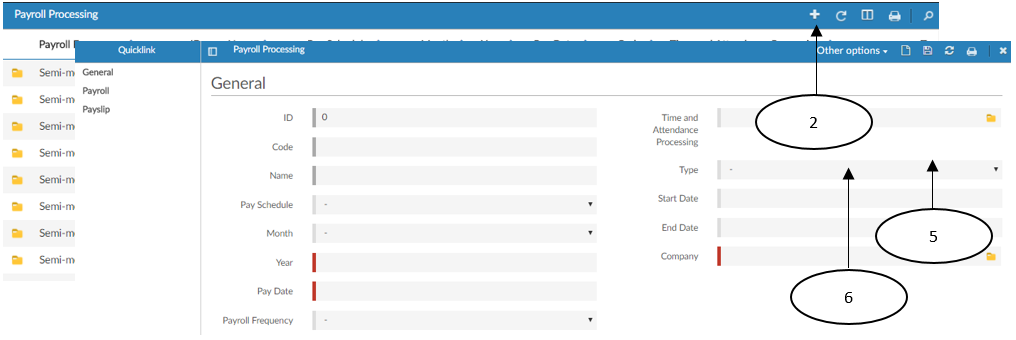 Payroll Processing
Payroll
Quicklink
Payroll Processing
Other options
General
Payroll
Payslip
General
ID
0
Code
Name
Pay Schedule
-
Month
-
Year
Pay Date
Payroll Frequency
-
Time and
Attendance
Processing
Type
-
Start Date
End Date
Company
Semi-m
Semi-m
Semi-m
Semi-m
Semi-m
Semi-m
Semi-m
Semi-m
2
5
6